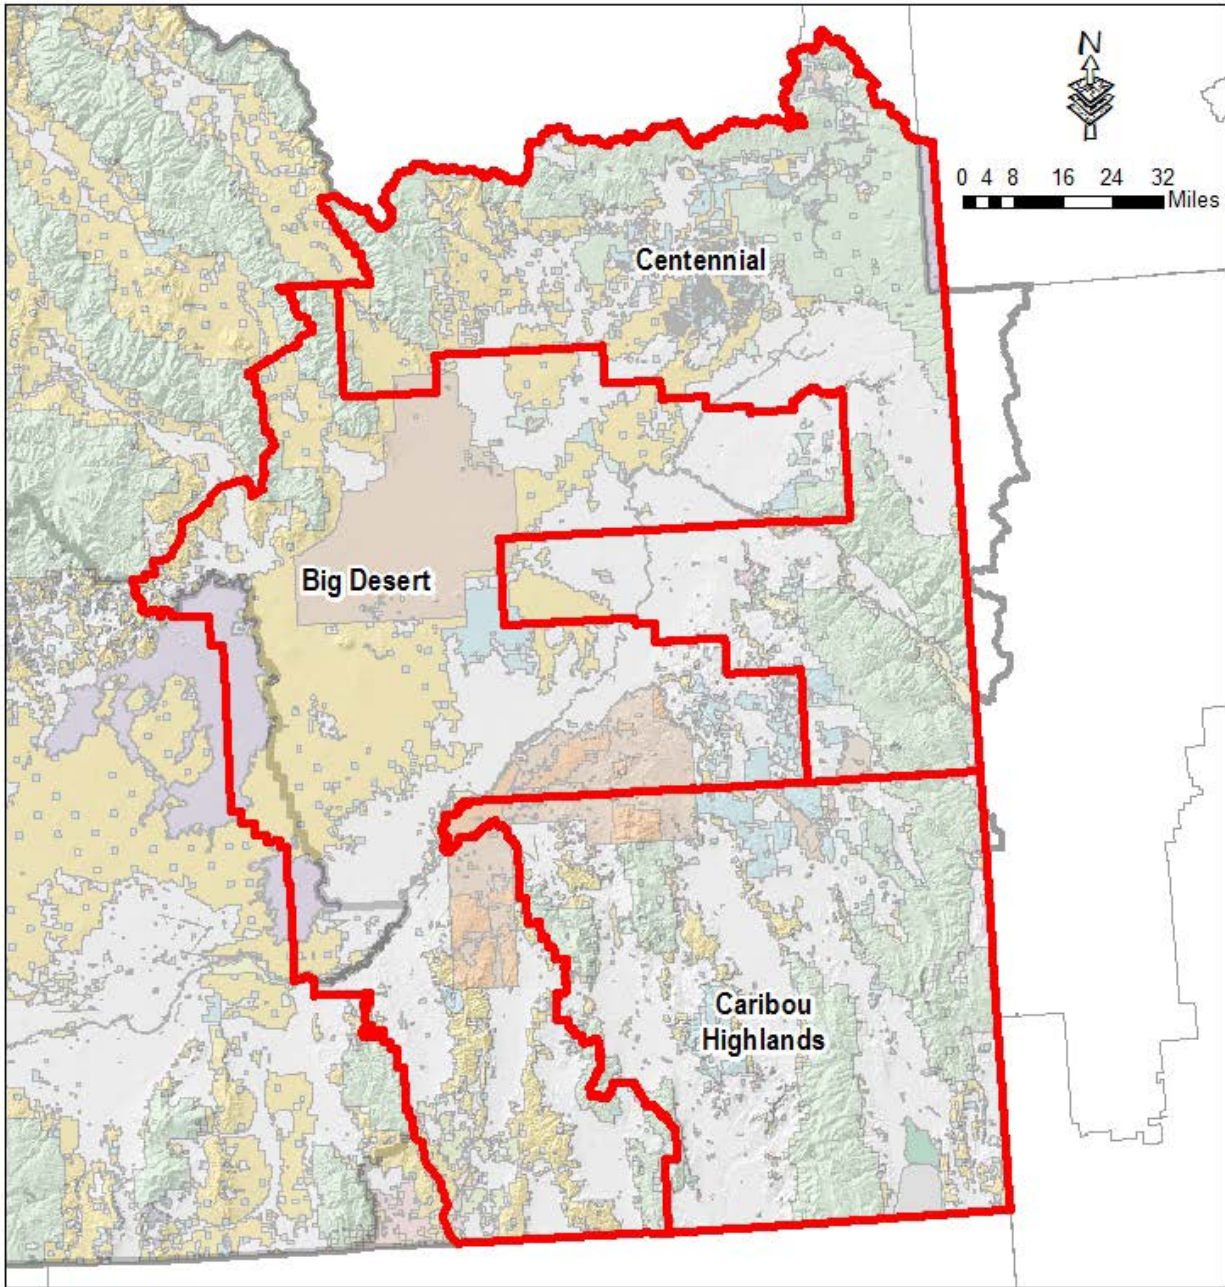 N
0 4 8 16 24 32
Miles
Centennial
Big Desert
Caribou
Highlands